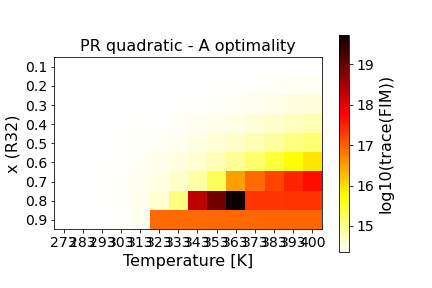 PR quadratic - A optimality
0.1
0.2
0.3
0.4
0.5
0.6
0.7
0.8
0.9
x (R32)
273 283 293 303 313 323 333 343 353 363 373 383 393 400
Temperature [K]
19
18
17
16
15
log10(trace(FIM))